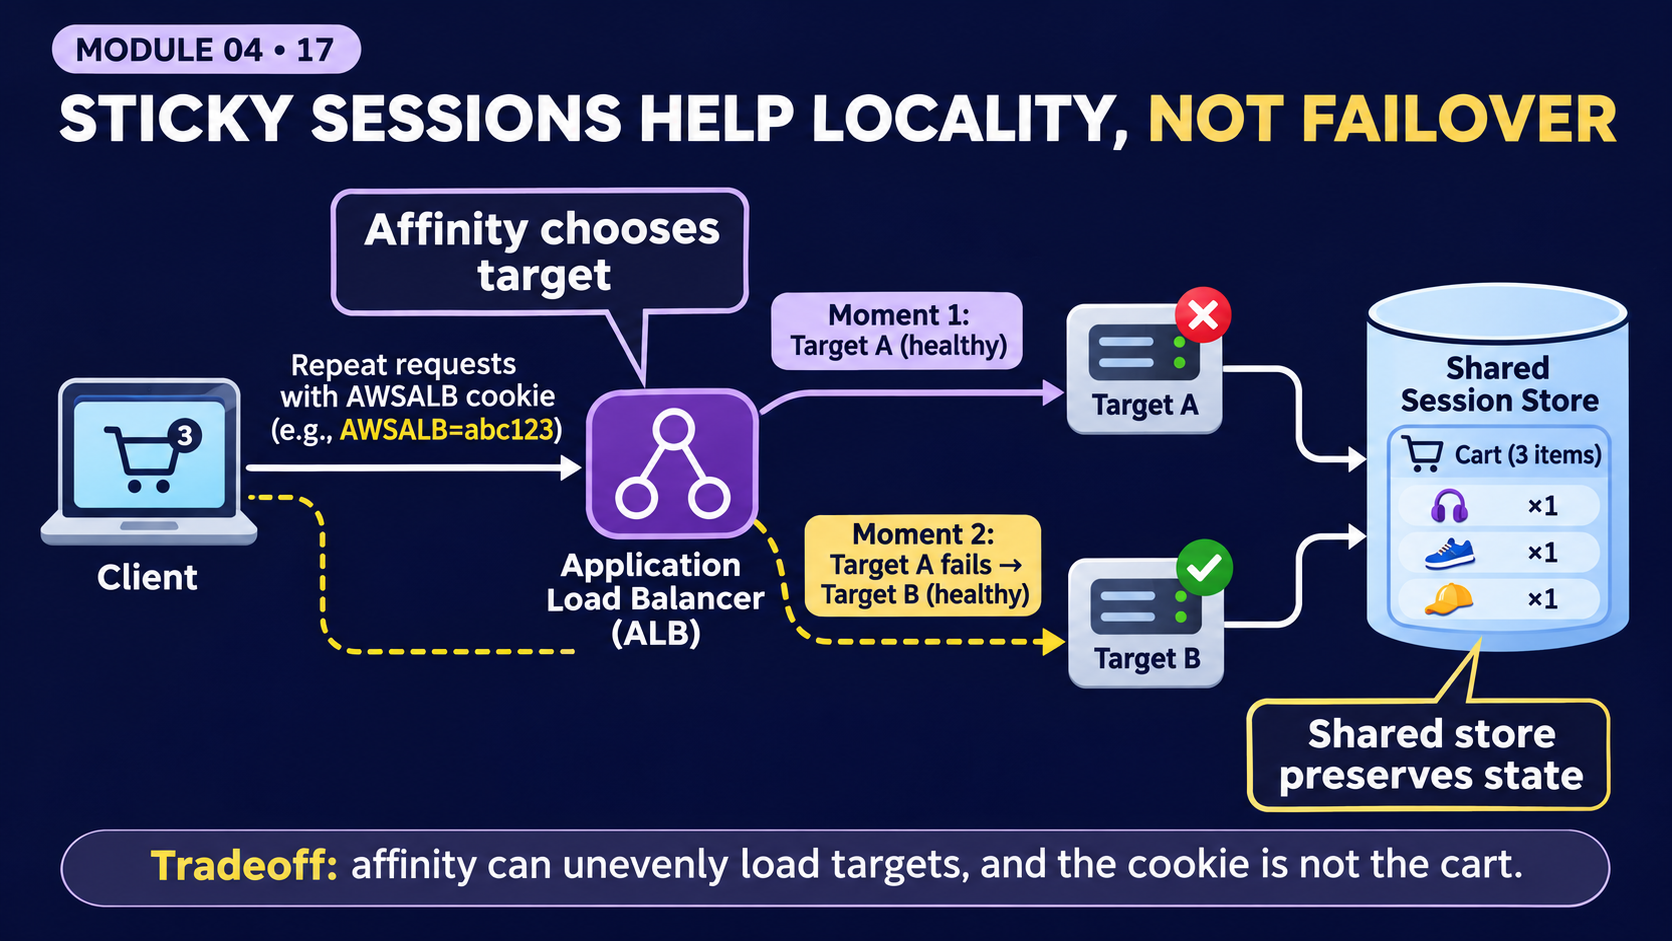 MODULE 04 • 17
STICKY SESSIONS HELP LOCALITY, NOT FAILOVER
Affinity chooses
target
Repeat requests
with AWSALB cookie
(e.g., AWSALB=abc123)
3
Client
Application
Load Balancer
(ALB)
Moment 1:
Target A (healthy)
Target A
Moment 2:
Target A fails →
Target B (healthy)
Target B
Shared
Session Store
Cart (3 items)
×1
×1
×1
Shared store
preserves state
Tradeoff: affinity can unevenly load targets, and the cookie is not the cart.